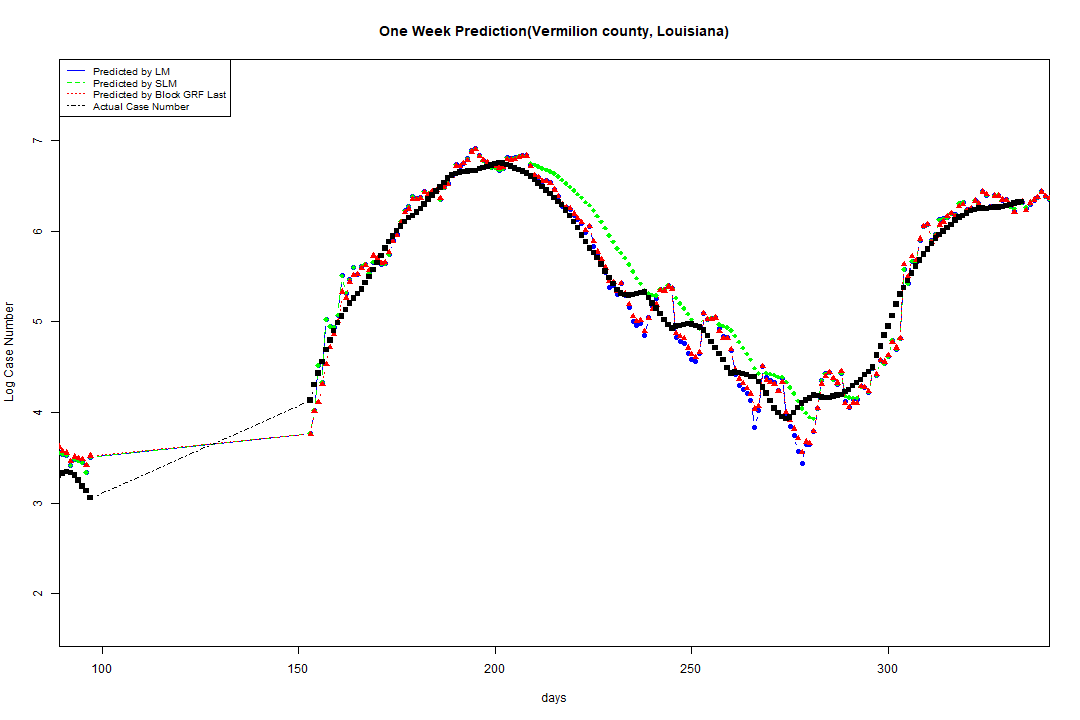 One Week Prediction(Vermilion county, Louisiana)
Predicted by LM
Predicted by SLM
Predicted by Block GRF Last
Actual Case Number
7
6
5
4
3
2
Log Case Number
100 150 200 250 300
days